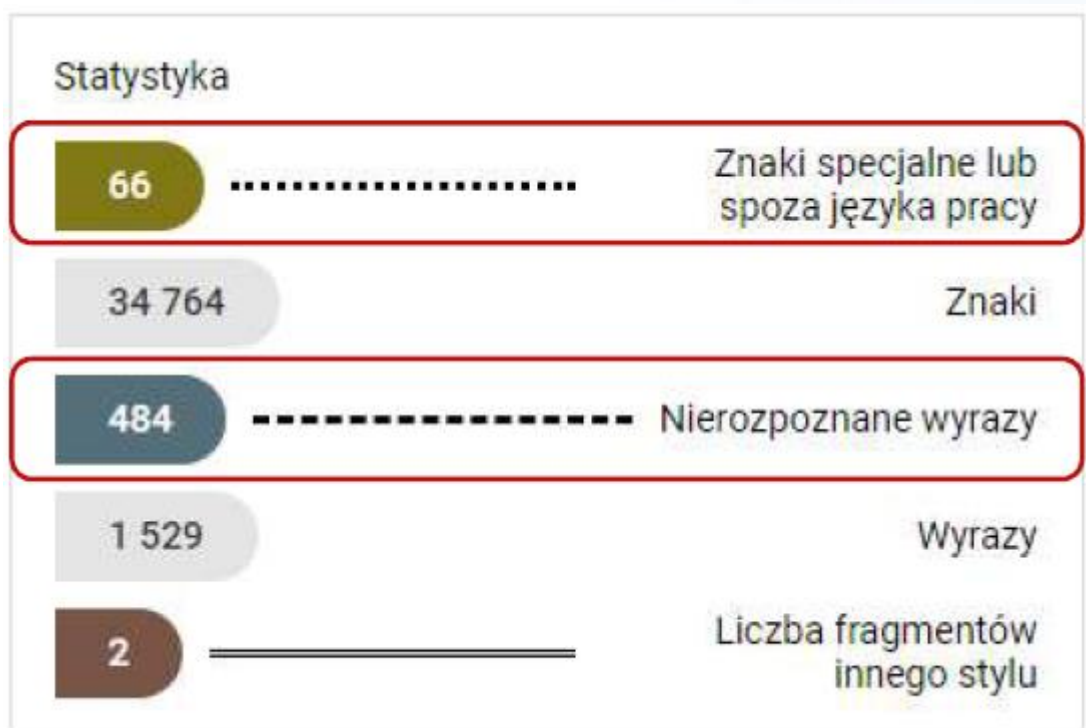 Statystyka
66 Znaki specjalne lub
spoza języka pracy
34 764 Znaki
484 Nierozpoznane wyrazy
1 529 Wyrazy
2 Liczba fragmentów
innego stylu